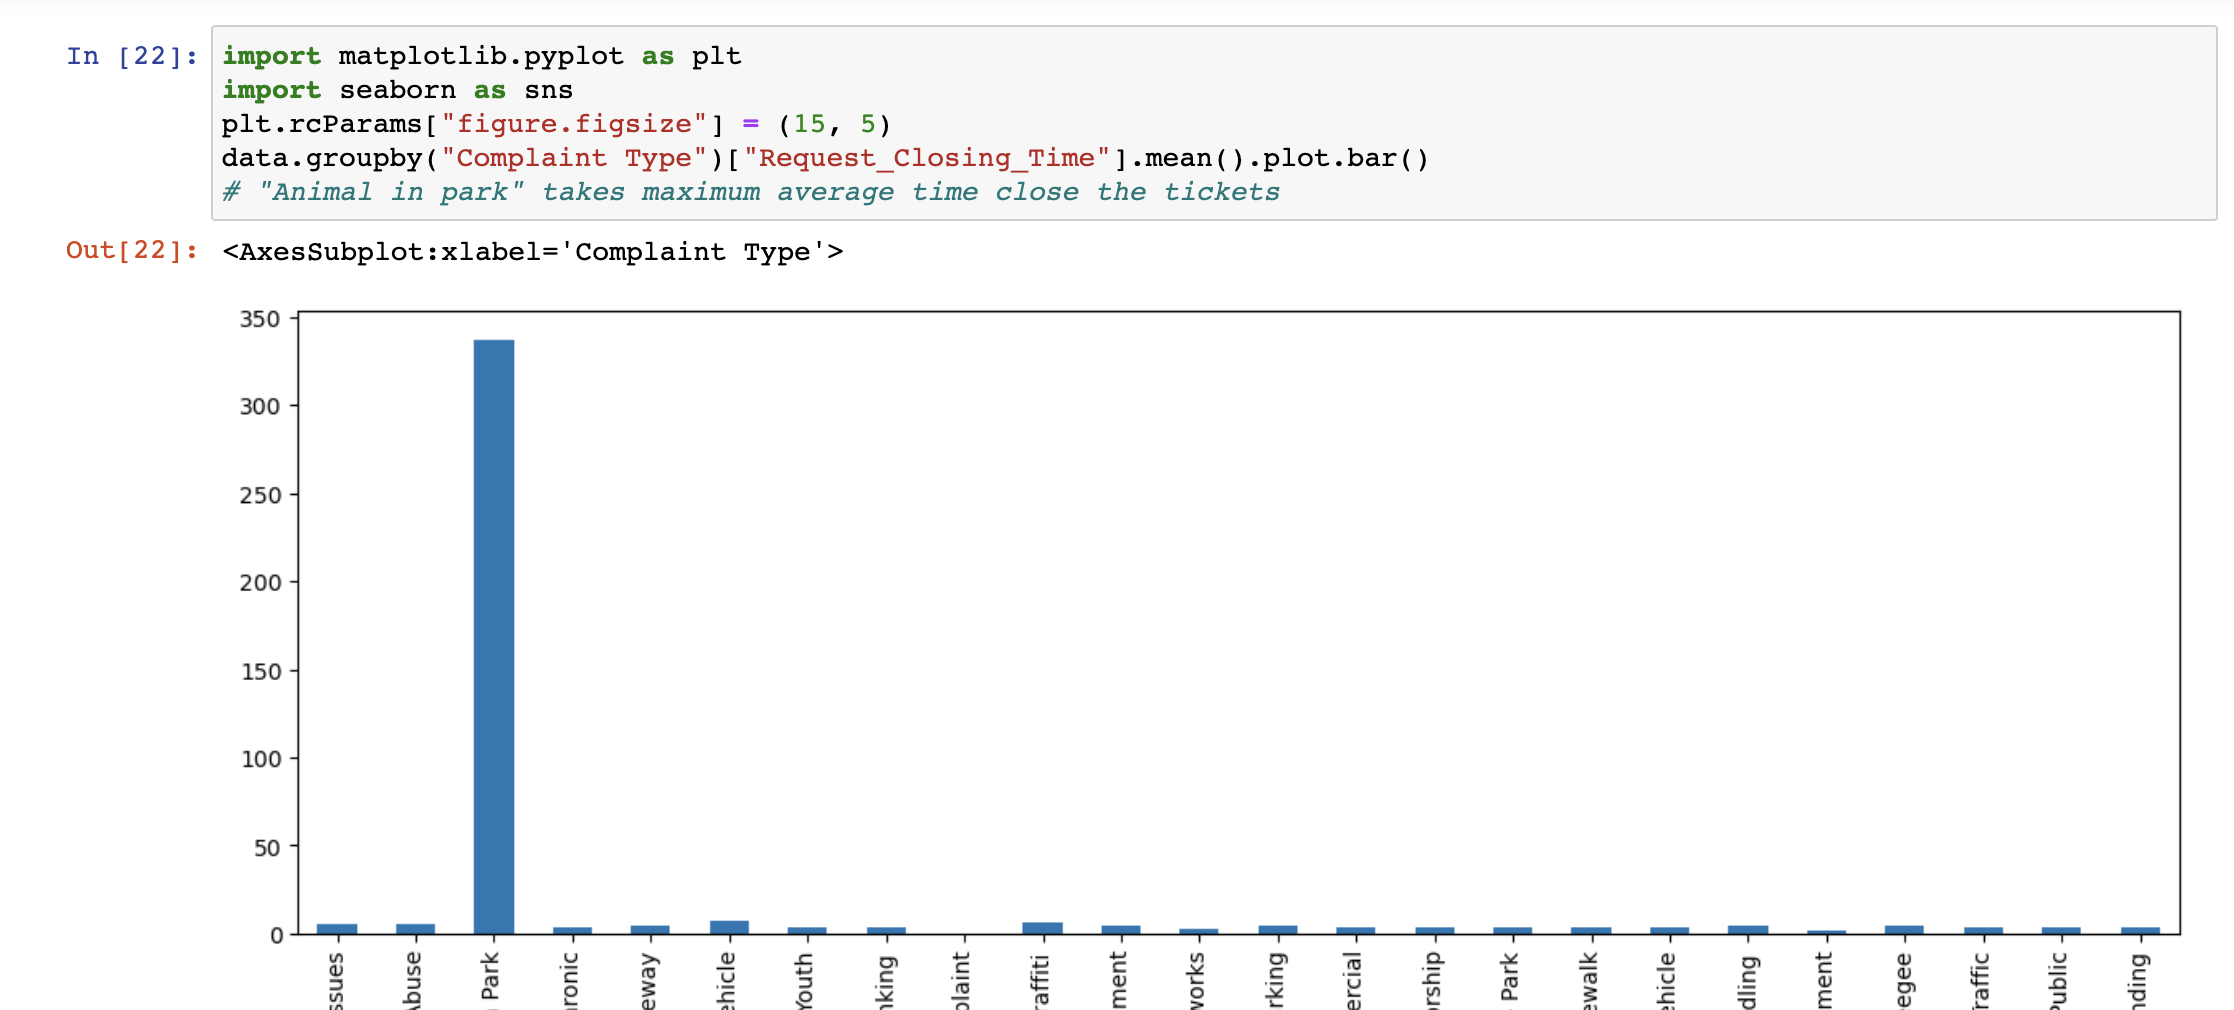 In [22]:
import matplotlib.pyplot as plt
import seaborn as sns
plt.rcParams["figure.figsize"] = (15, 5)
data.groupby("Complaint Type")["Request_Closing_Time"].mean().plot.bar()
# "Animal in park" takes maximum average time close the tickets
Out[22]:
<AxesSubplot:xlabel='Complaint Type'>
350
300
250
200
150
100
50
0
ssues
Abuse
Park
ronic
eway
ehicle
Youth
nking
plaint
raffiti
ment
works
rking
ercial
orship
Park
ewalk
ehicle
dling
ment
egee
raffic
Public
nding